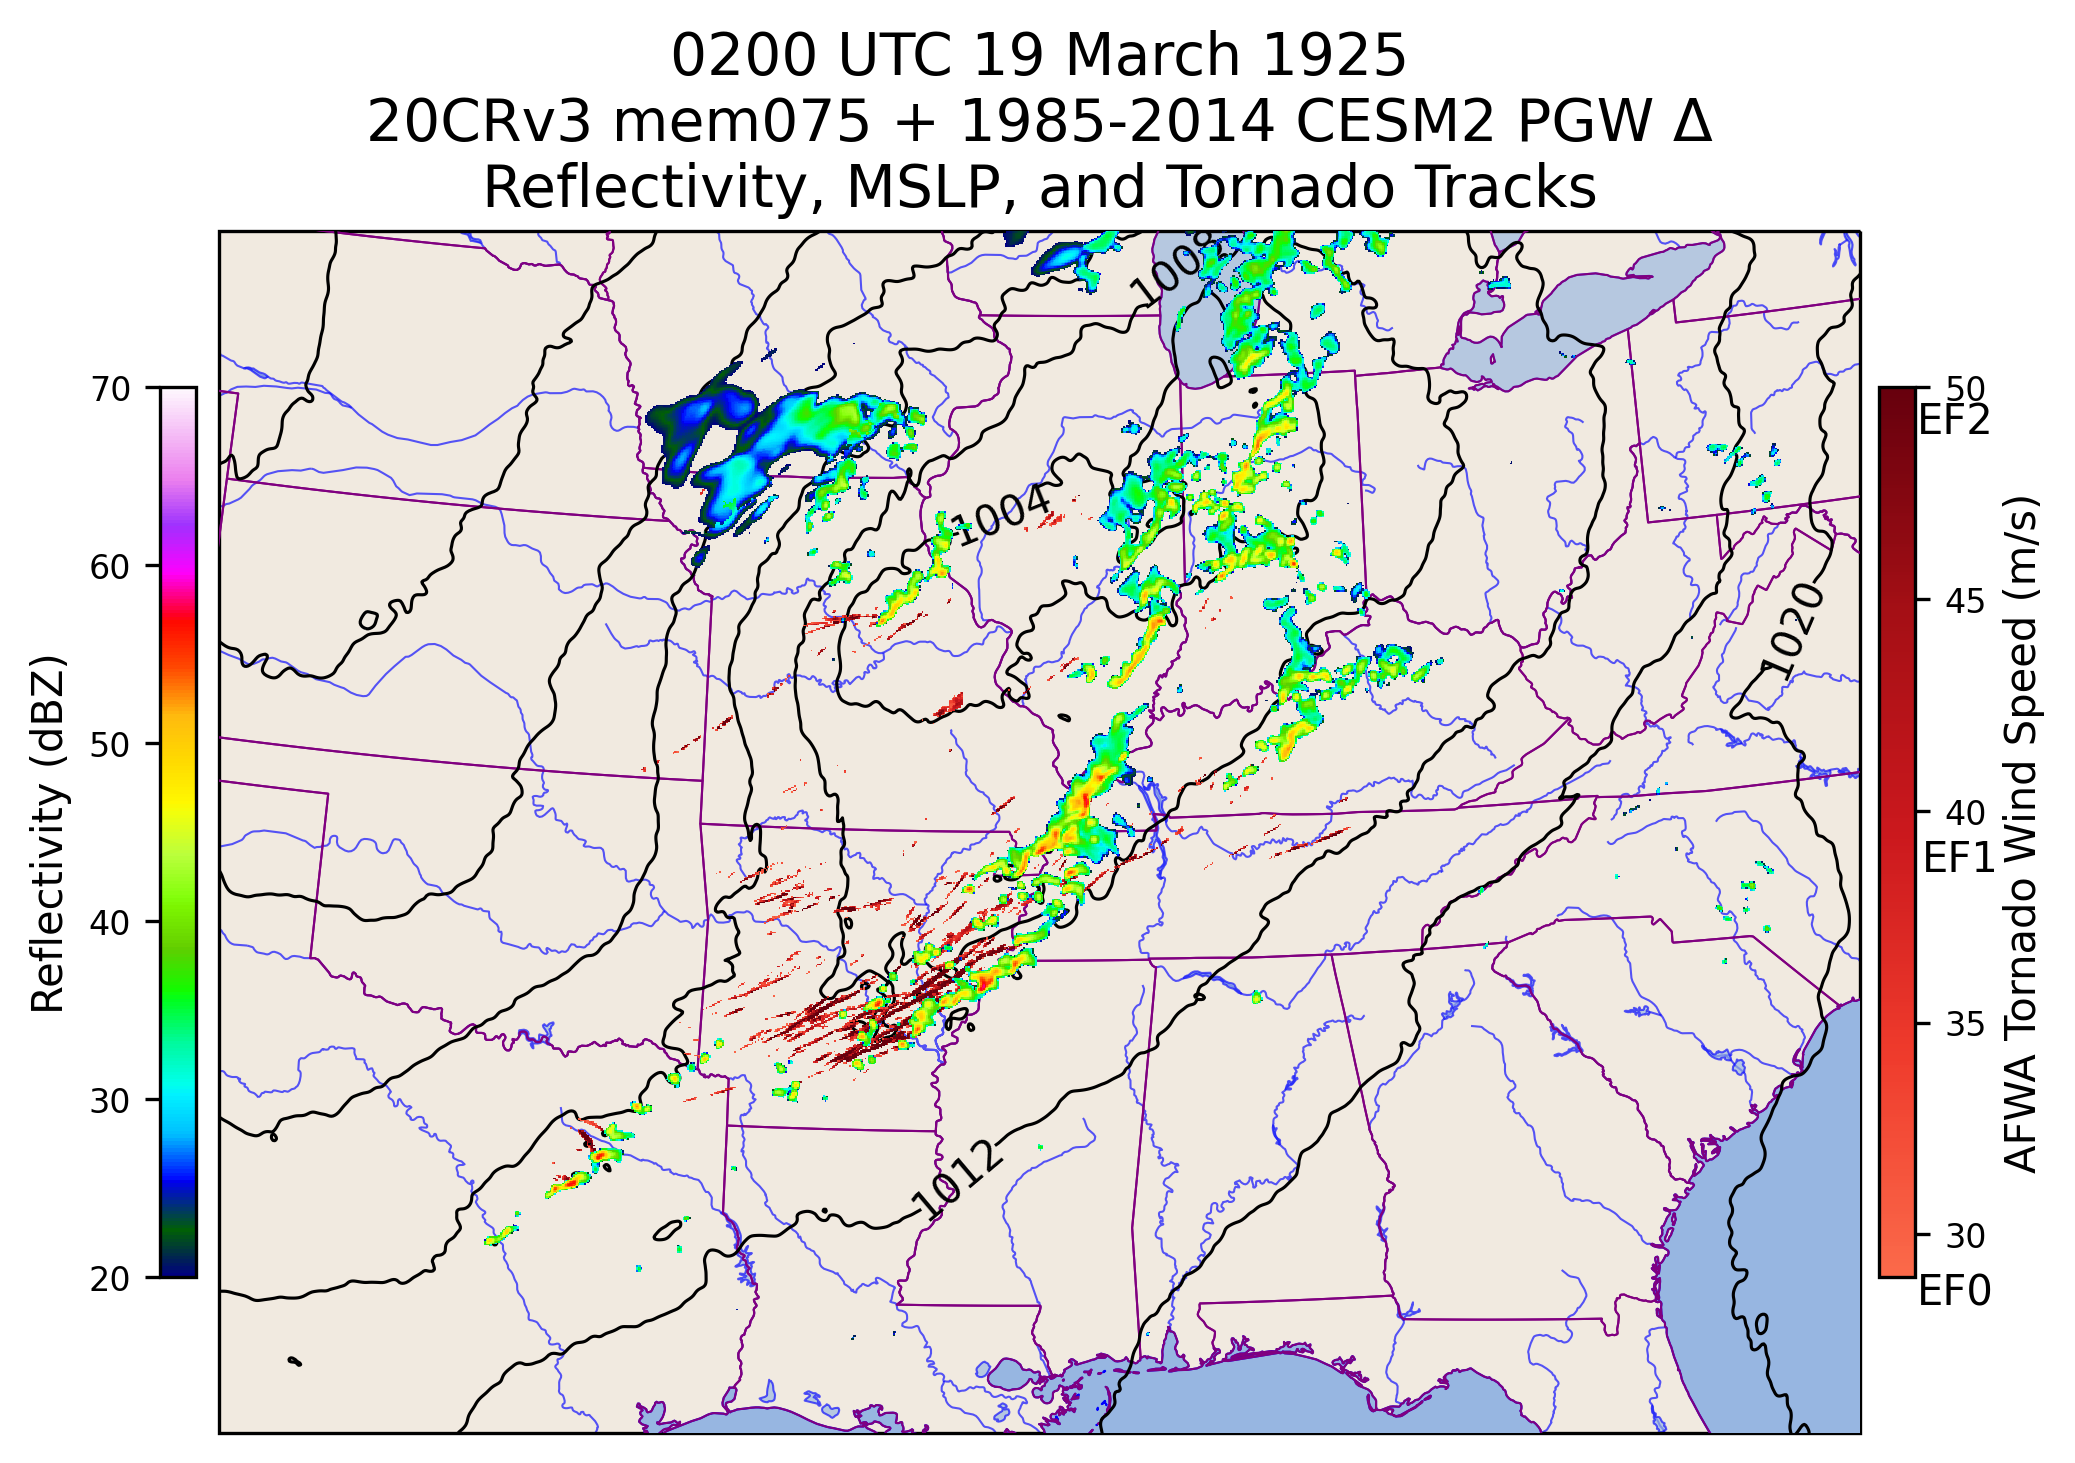 0200 UTC 19 March 1925
20CRv3 mem075 + 1985-2014 CESM2 PGW Δ
Reflectivity, MSLP, and Tornado Tracks
Reflectivity (dBZ)
70
60
50
40
30
20
1008
1004
1020
1012
50
EF2
45
40
EF1
35
30
EF0
AFWA Tornado Wind Speed (m/s)